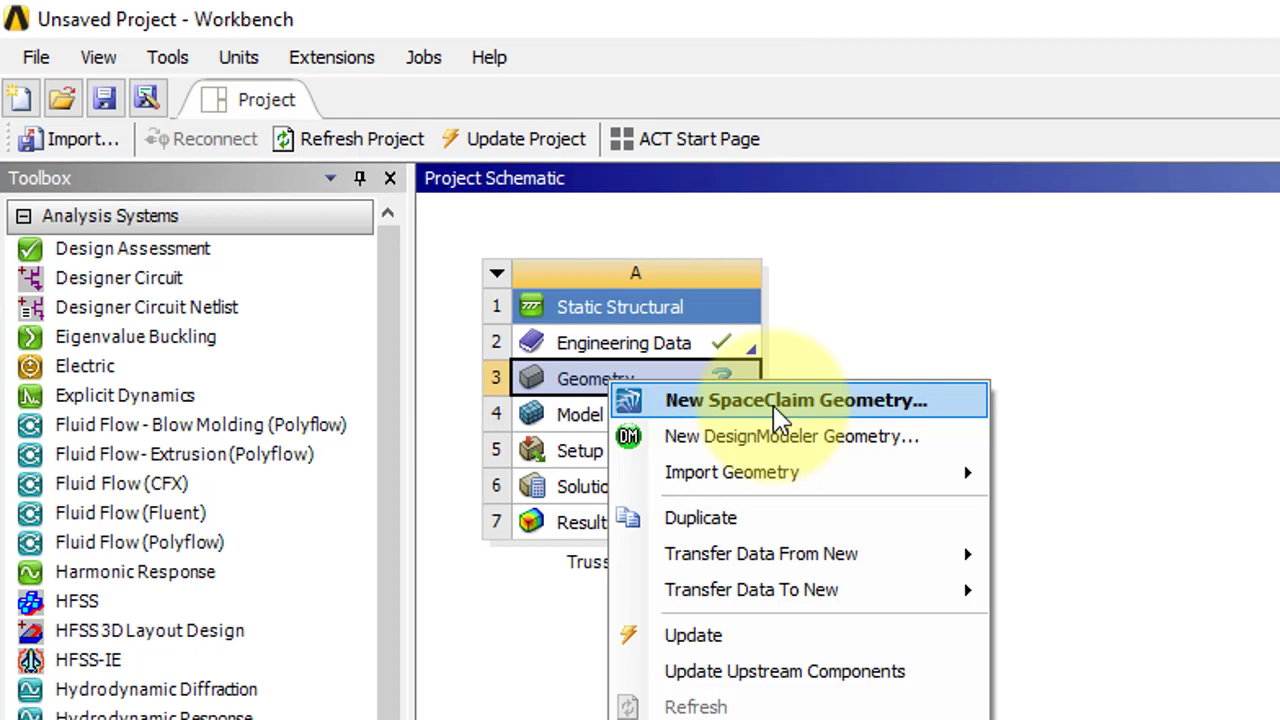 Unsaved Project - Workbench
File View Tools Units Extensions Jobs Help
Project
Import... Reconnect Refresh Project Update Project ACT Start Page
Toolbox
Project Schematic
Analysis Systems
Design Assessment
Designer Circuit
Designer Circuit Netlist
Eigenvalue Buckling
Electric
Explicit Dynamics
Fluid Flow - Blow Molding (Polyflow)
Fluid Flow - Extrusion (Polyflow)
Fluid Flow (CFX)
Fluid Flow (Fluent)
Fluid Flow (Polyflow)
Harmonic Response
HFSS
HFSS 3D Layout Design
HFSS-IE
Hydrodynamic Diffraction
Hydrodynamic Response
A
1 Static Structural
2 Engineering Data
3 Geometry
4 Model
5 Setup
6 Solutio
7 Result
Truss
New SpaceClaim Geometry...
DM New DesignModeler Geometry...
Import Geometry
Duplicate
Transfer Data From New
Transfer Data To New
Update
Update Upstream Components
Refresh